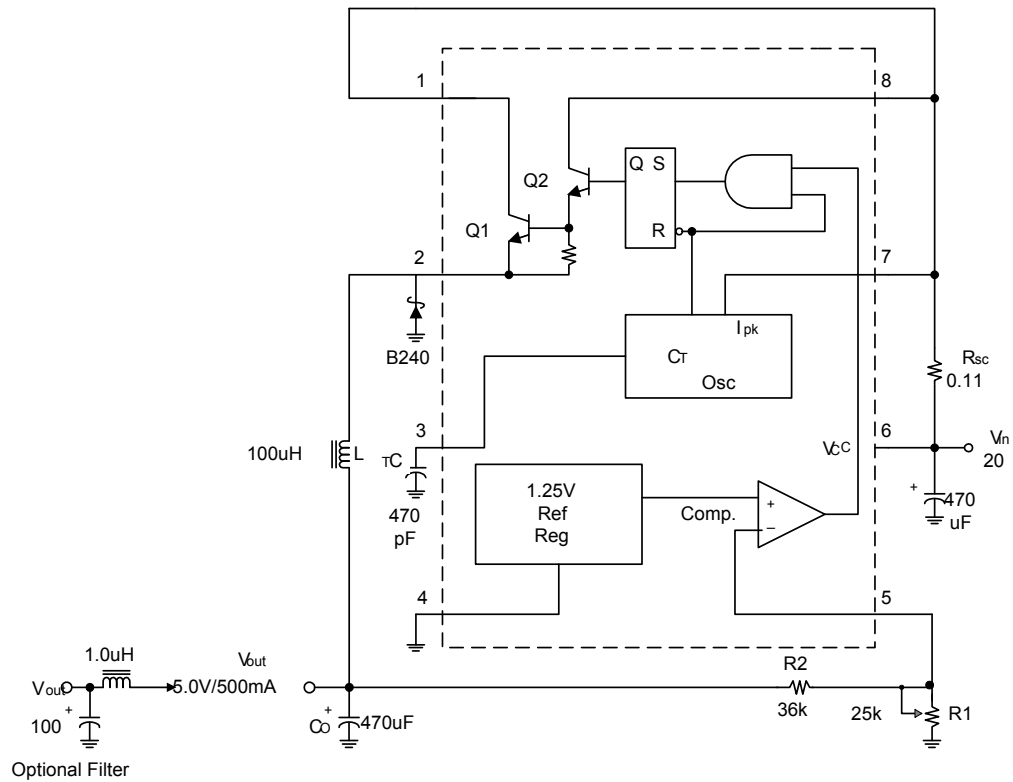 1
8
Q2
Q S
Q1
R
2
7
Ipk
B240
CT
Osc
Rsc
0.11
3
6
Vin
20
100uH
L
TC
VCC
470
pF
1.25V
Ref
Reg
Comp.
+
−
+
470
uF
4
5
1.0uH
Vout
R2
Vout
5.0V/500mA
+
100
+
CO
470uF
36k
25k
R1
Optional Filter